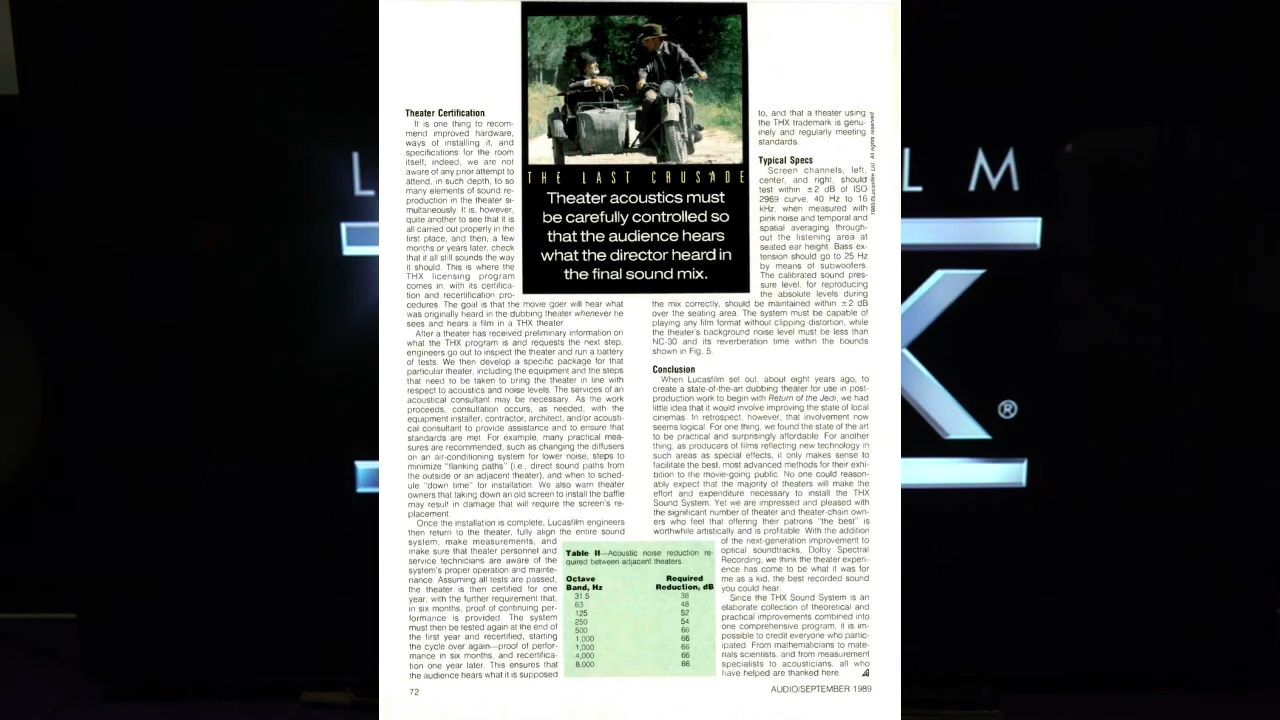 Theater Certification
It is one thing to recom-
mend improved hardware,
ways of installing it, and
specifications for the room
itself; indeed, we are not
aware of any prior attempt to
attend, in such depth, to so
many elements of sound re-
production in the theater si-
multaneously. It is, however,
quite another to see that it is
all carried out properly in the
first place, and then, a few
months or years later, check
that it all still sounds the way
it should. This is where the
THX licensing program
comes in, with its certifica-
tion and recertification pro-
cedures. The goal is that the movie goer will hear what
was originally heard in the dubbing theater whenever he
sees and hears a film in a THX theater.
After a theater has received preliminary information on
what the THX program is and requests the next step,
engineers go out to inspect the theater and run a battery
of tests. We then develop a specific package for that
particular theater, including the equipment and the steps
that need to be taken to bring the theater in line with
respect to acoustics and noise levels. The services of an
acoustical consultant may be necessary. As the work
proceeds, consultation occurs, as needed, with the
equipment installer, contractor, architect, and/or acousti-
cal consultant to provide assistance and to ensure that
standards are met. For example, many practical mea-
sures are recommended, such as changing the diffusers
on an air-conditioning system for lower noise, steps to
minimize "flanking paths" (i.e., direct sound paths from
the outside or an adjacent theater), and when to sched-
ule "down time" for installation. We also warn theater
owners that taking down an old screen to install the baffle
may result in damage that will require the screen's re-
placement.
Once the installation is complete, Lucasfilm engineers
then return to the theater, fully align the entire sound
system, make measurements, and
make sure that theater personnel and
service technicians are aware of the
system's proper operation and mainte-
nance. Assuming all tests are passed,
the theater is then certified for one
year, with the further requirement that,
in six months, proof of continuing per-
formance is provided. The system
must then be tested again at the end of
the first year and recertified, starting
the cycle over again—proof of perfor-
mance in six months, and recertifica-
tion one year later. This ensures that
the audience hears what it is supposed
THE LAST CRUSADE
Theater acoustics must
be carefully controlled so
that the audience hears
what the director heard in
the final sound mix.
Table II—Acoustic noise reduction re-
quired between adjacent theaters.
Octave Required
Band, Hz Reduction, dB
31.5 38
63 48
125 52
250 54
500 66
1,000 66
1,000 66
4,000 66
8,000 66
to, and that a theater using
the THX trademark is genu-
inely and regularly meeting
standards.
Typical Specs
Screen channels, left,
center, and right, should
test within ±2 dB of ISO
2969 curve, 40 Hz to 16
kHz, when measured with
pink noise and temporal and
spatial averaging through-
out the listening area at
seated ear height. Bass ex-
tension should go to 25 Hz
by means of subwoofers.
The calibrated sound pres-
sure level, for reproducing
the absolute levels during
the mix correctly, should be maintained within ±2 dB
over the seating area. The system must be capable of
playing any film format without clipping distortion, while
the theater's background noise level must be less than
NC-30 and its reverberation time within the bounds
shown in Fig. 5.
Conclusion
When Lucasfilm set out, about eight years ago, to
create a state-of-the-art dubbing theater for use in post-
production work to begin with Return of the Jedi, we had
little idea that it would involve improving the state of local
cinemas. In retrospect, however, that involvement now
seems logical. For one thing, we found the state of the art
to be practical and surprisingly affordable. For another
thing, as producers of films reflecting new technology in
such areas as special effects, it only makes sense to
facilitate the best, most advanced methods for their exhi-
bition to the movie-going public. No one could reason-
ably expect that the majority of theaters will make the
effort and expenditure necessary to install the THX
Sound System. Yet we are impressed and pleased with
the significant number of theater and theater-chain own-
ers who feel that offering their patrons "the best" is
worthwhile artistically and is profitable. With the addition
of the next-generation improvement to
optical soundtracks, Dolby Spectral
Recording, we think the theater experi-
ence has come to be what it was for
me as a kid, the best recorded sound
you could hear.
Since the THX Sound System is an
elaborate collection of theoretical and
practical improvements combined into
one comprehensive program, it is im-
possible to credit everyone who partic-
ipated. From mathematicians to mate-
rials scientists, and from measurement
specialists to acousticians, all who
have helped are thanked here.
1989 Lucasfilm Ltd. All rights reserved
72
AUDIO/SEPTEMBER 1989
L L M
®